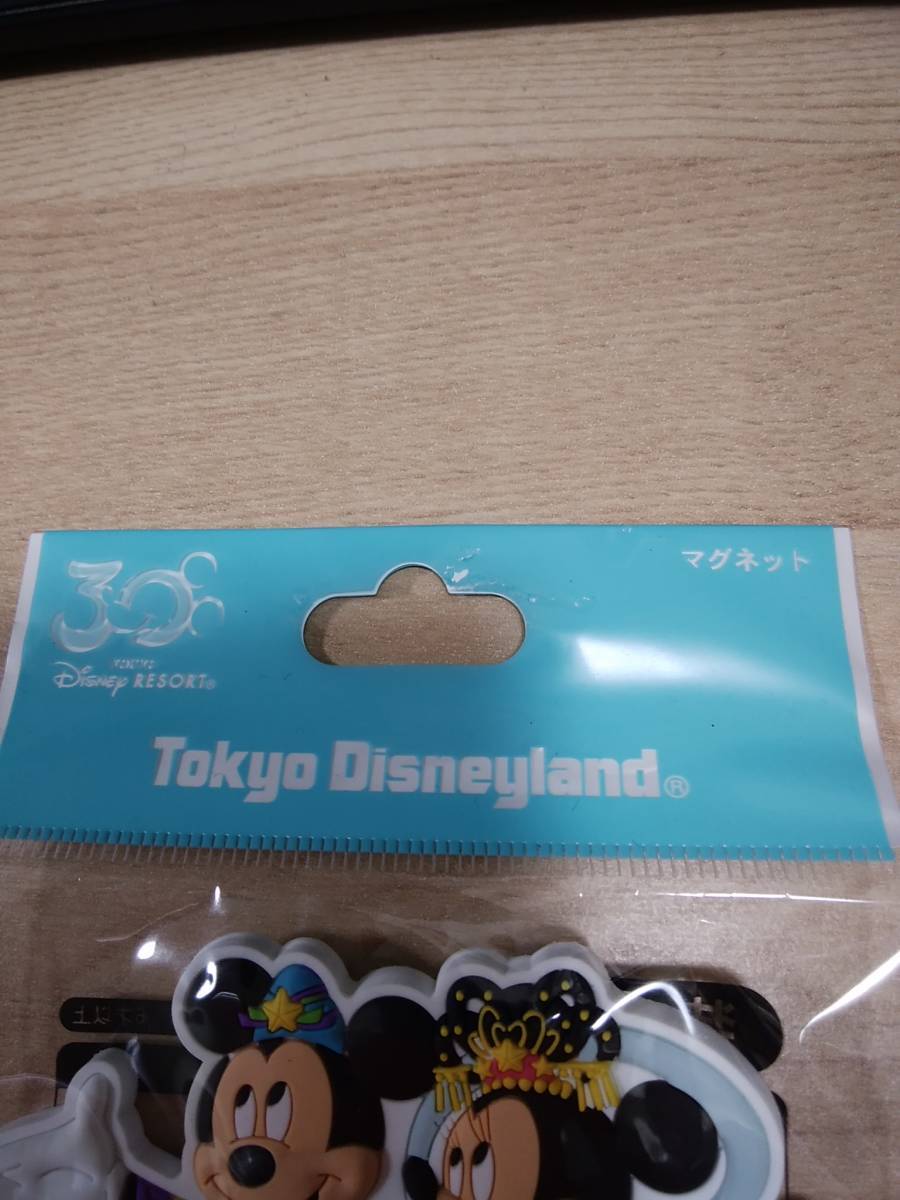 30
マグネット
TOKYO
Disney RESORT®
Tokyo Disneyland®